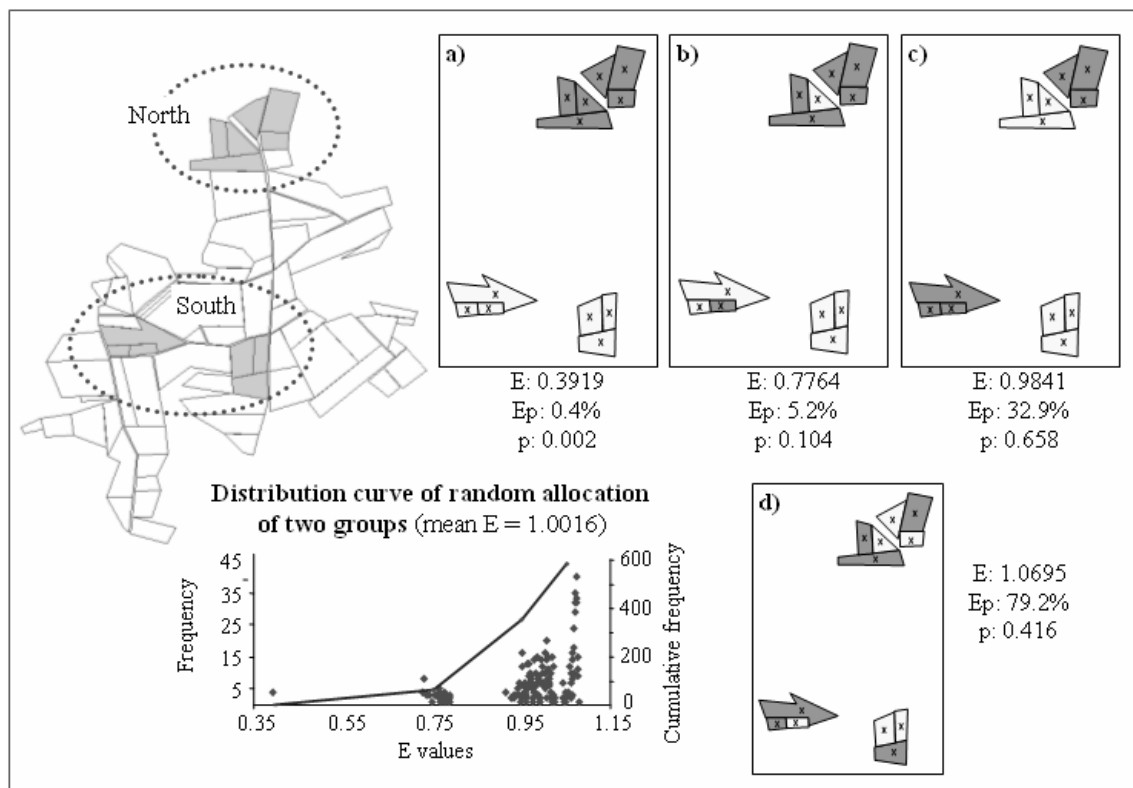 North
South
a)
x
x
x
x
x
x
x
x
x
x
x
x
E: 0.3919
Ep: 0.4%
p: 0.002
b)
x
x
x
x
x
x
x
x
x
x
x
x
E: 0.7764
Ep: 5.2%
p: 0.104
c)
x
x
x
x
x
x
x
x
x
x
x
x
E: 0.9841
Ep: 32.9%
p: 0.658
Distribution curve of random allocation
of two groups (mean E = 1.0016)
Frequency
45
35
25
15
5
0.35 0.55 0.75 0.95 1.15
E values
600
400
200
0
Cumulative frequency
d)
x
x
x
x
x
x
x
x
x
x
x
x
E: 1.0695
Ep: 79.2%
p: 0.416